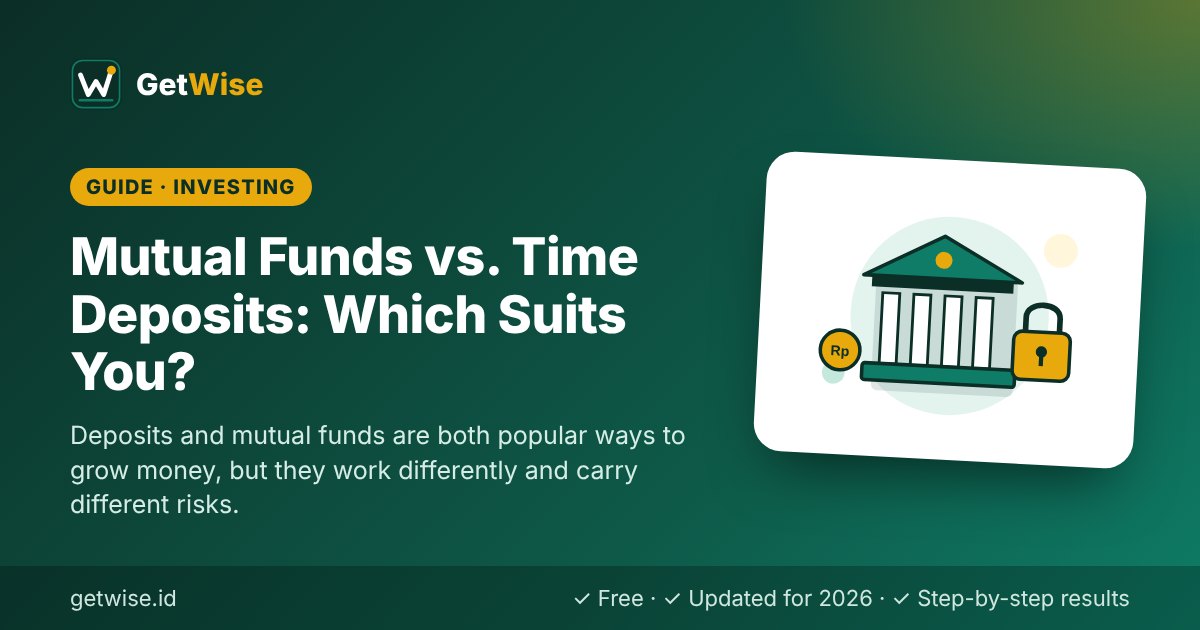 GetWise
GUIDE · INVESTING
Mutual Funds vs. Time
Deposits: Which Suits
You?
Deposits and mutual funds are both popular ways to
grow money, but they work differently and carry
different risks.
Rp
getwise.id
✓ Free · ✓ Updated for 2026 · ✓ Step-by-step results